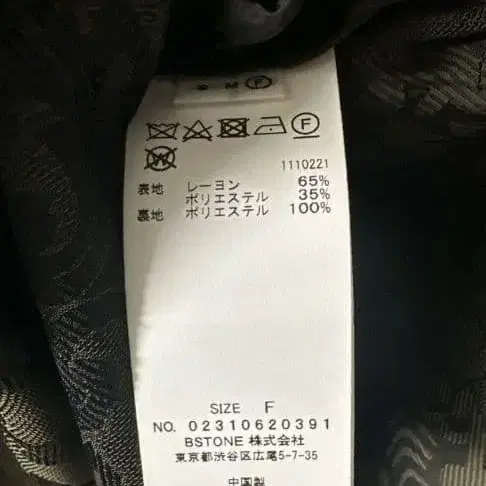 S M F
F
W
1110221
表地 レーヨン 65%
ポリエステル 35%
裏地 ポリエステル 100%
SIZE F
NO. 02310620391
BSTONE 株式会社
東京都渋谷区広尾5-7-35
中国製